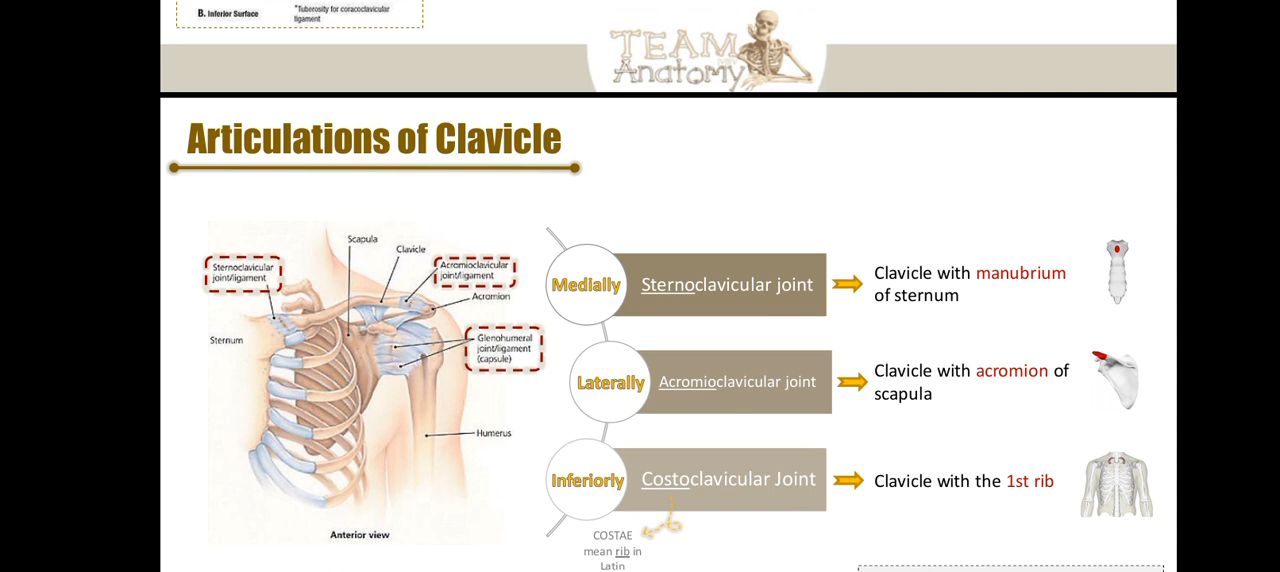 B. Inferior Surface
*Tuberosity for coracoclavicular
ligament
TEAM
Anatomy
Articulations of Clavicle
Scapula
Clavicle
Sternoclavicular
joint/ligament
Acromioclavicular
joint/ligament
Acromion
Sternum
Glenohumeral
joint/ligament
(capsule)
Humerus
Anterior view
Medially
Sternoclavicular joint
Clavicle with manubrium
of sternum
Laterally
Acromioclavicular joint
Clavicle with acromion of
scapula
Inferiorly
Costoclavicular Joint
Clavicle with the 1st rib
COSTAE
mean rib in
Latin